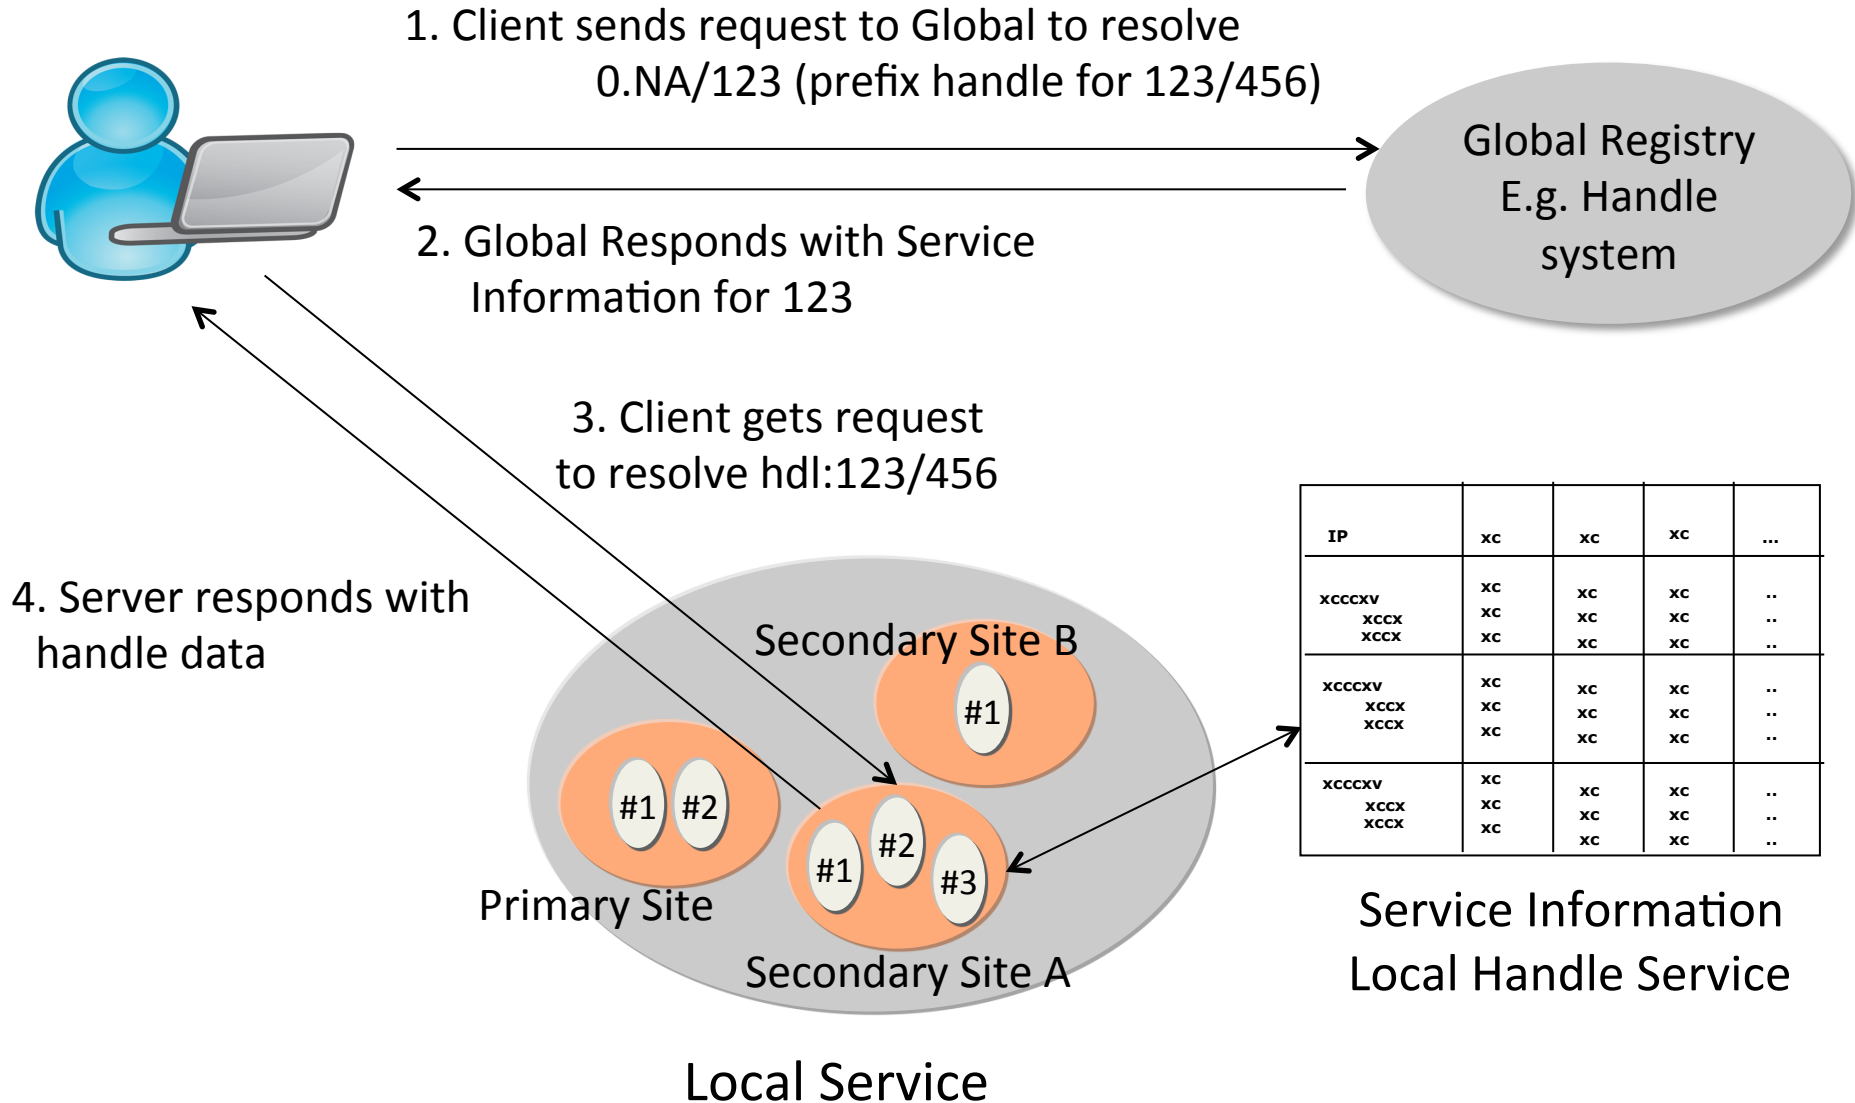 1. Client sends request to Global to resolve
0.NA/123 (prefix handle for 123/456)
Global Registry
E.g. Handle
system
2. Global Responds with Service
Information for 123
3. Client gets request
to resolve hdl:123/456
4. Server responds with
handle data
Secondary Site B
#1
#1 #2
Primary Site
#1 #2 #3
Secondary Site A
Local Service
IP xc xc xc ...
xcccxv xc xc xc ..
xccx xc xc xc ..
xccx xc xc xc ..
xcccxv xc xc xc ..
xccx xc xc xc ..
xccx xc xc xc ..
xcccxv xc xc xc ..
xccx xc xc xc ..
xccx xc xc xc ..
Service Information
Local Handle Service